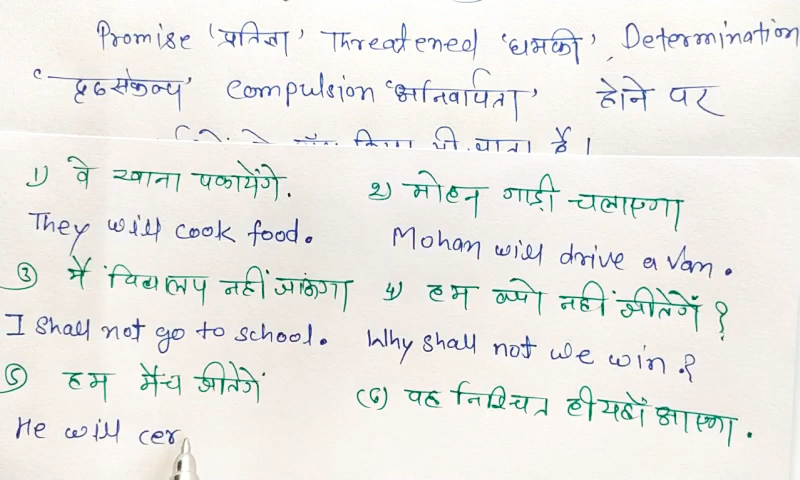 Promise 'प्रतिज्ञा' Threatened 'धमकी', Determination
'दृढसंकल्प' Compulsion 'अनिवार्यता' होने पर
किया भी जाता है।
1) वे खाना पकायेंगे.
They will cook food.
2) मोहन गाड़ी चलाएगा
Mohan will drive a Van.
③ मैं विद्यालय नहीं जाऊंगा
I shall not go to school.
4) हम क्यो नहीं जीतेगें ?
Why shall not we win ?
⑤ हम मैच जीतेगें
He will cer
(6) वह निश्चित ही यहाँ आएगा.